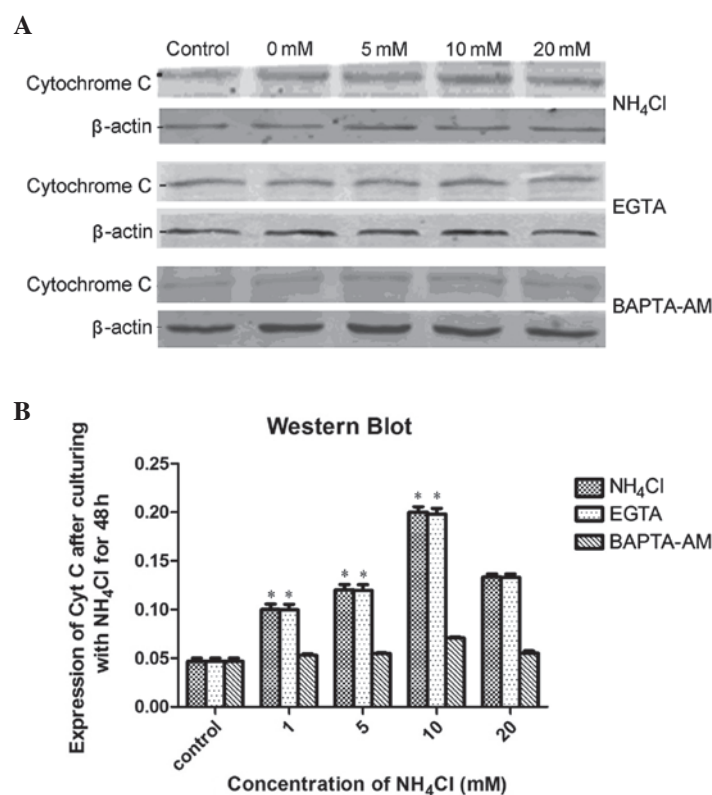 A
Control 0 mM 5 mM 10 mM 20 mM
Cytochrome C
β-actin
NH₄Cl
Cytochrome C
β-actin
EGTA
Cytochrome C
β-actin
BAPTA-AM
B
Western Blot
Expression of Cyt C after culturing
with NH₄Cl for 48h
0.25
0.20
0.15
0.10
0.05
0.00
* *
* *
* *
NH₄Cl
EGTA
BAPTA-AM
control 1 5 10 20
Concentration of NH₄Cl (mM)